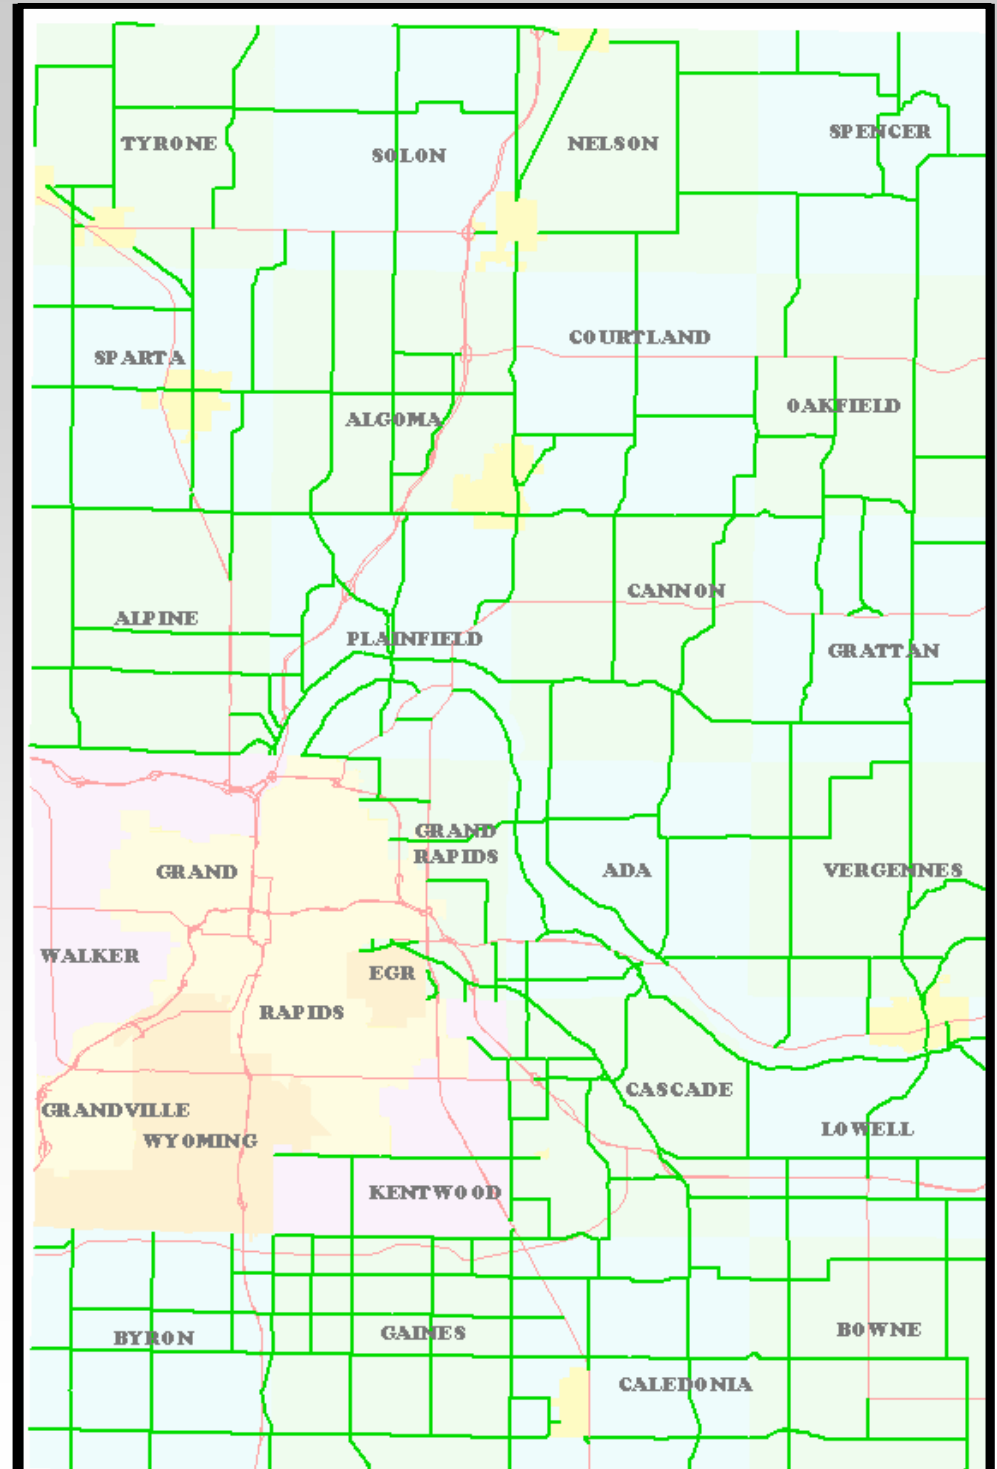 TYRONE
SOLON
NELSON
SPENCER
SPARTA
ALGOMA
COURTLAND
OAKFIELD
ALPINE
PLAINFIELD
CANNON
GRATTAN
GRAND
RAPIDS
ADA
VERGENNES
GRAND
RAPIDS
WALKER
EGR
GRANDVILLE
WYOMING
KENTWOOD
CASCADE
LOWELL
BYRON
GAINES
CALEDONIA
BOWNE